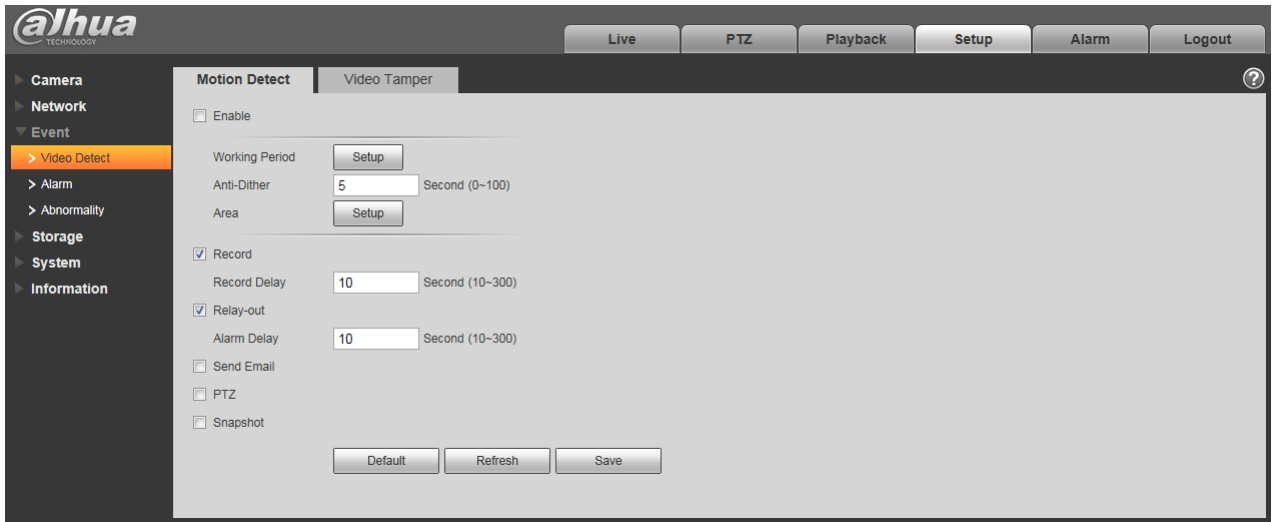 alhua
TECHNOLOGY
Live PTZ Playback Setup Alarm Logout
Camera
Network
Event
Video Detect
Alarm
Abnormality
Storage
System
Information
Motion Detect Video Tamper ?
Enable
Working Period Setup
Anti-Dither 5 Second (0~100)
Area Setup
Record
Record Delay 10 Second (10~300)
Relay-out
Alarm Delay 10 Second (10~300)
Send Email
PTZ
Snapshot
Default Refresh Save